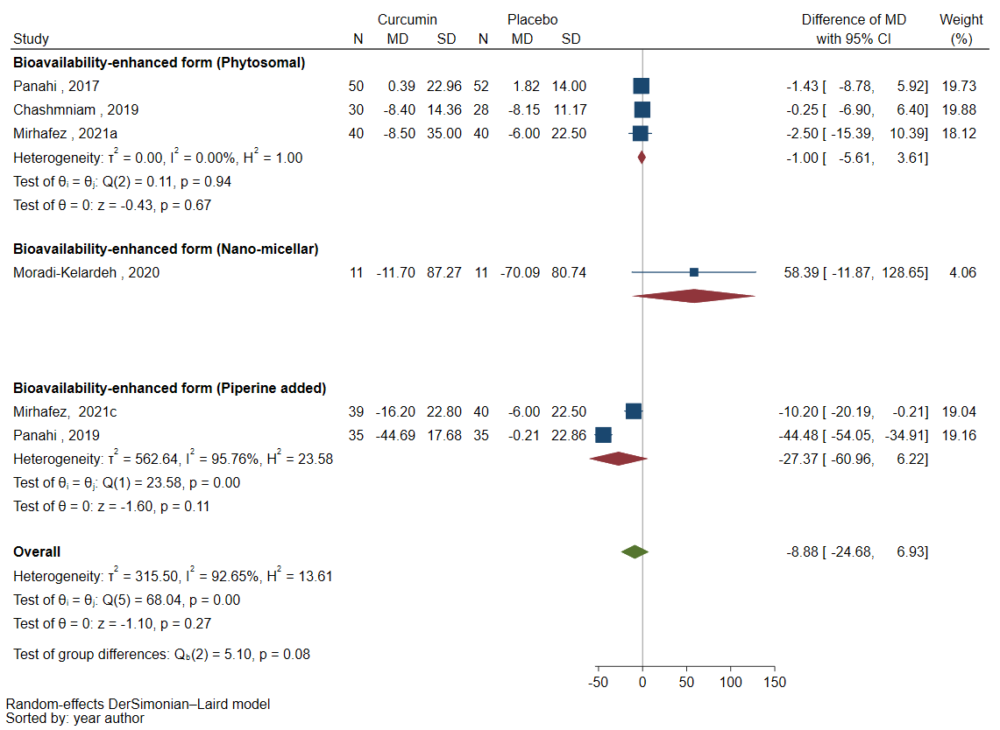 Curcumin Placebo Difference of MD Weight
Study N MD SD N MD SD with 95% CI (%)
Bioavailability-enhanced form (Phytosomal)
Panahi , 2017 50 0.39 22.96 52 1.82 14.00 -1.43 [ -8.78, 5.92] 19.73
Chashmniam , 2019 30 -8.40 14.36 28 -8.15 11.17 -0.25 [ -6.90, 6.40] 19.88
Mirhafez , 2021a 40 -8.50 35.00 40 -6.00 22.50 -2.50 [ -15.39, 10.39] 18.12
Heterogeneity: τ² = 0.00, I² = 0.00%, H² = 1.00 -1.00 [ -5.61, 3.61]
Test of θᵢ = θⱼ: Q(2) = 0.11, p = 0.94
Test of θ = 0: z = -0.43, p = 0.67
Bioavailability-enhanced form (Nano-micellar)
Moradi-Kelardeh , 2020 11 -11.70 87.27 11 -70.09 80.74 58.39 [ -11.87, 128.65] 4.06
Bioavailability-enhanced form (Piperine added)
Mirhafez, 2021c 39 -16.20 22.80 40 -6.00 22.50 -10.20 [ -20.19, -0.21] 19.04
Panahi , 2019 35 -44.69 17.68 35 -0.21 22.86 -44.48 [ -54.05, -34.91] 19.16
Heterogeneity: τ² = 562.64, I² = 95.76%, H² = 23.58 -27.37 [ -60.96, 6.22]
Test of θᵢ = θⱼ: Q(1) = 23.58, p = 0.00
Test of θ = 0: z = -1.60, p = 0.11
Overall -8.88 [ -24.68, 6.93]
Heterogeneity: τ² = 315.50, I² = 92.65%, H² = 13.61
Test of θᵢ = θⱼ: Q(5) = 68.04, p = 0.00
Test of θ = 0: z = -1.10, p = 0.27
Test of group differences: Q_b(2) = 5.10, p = 0.08
-50 0 50 100 150
Random-effects DerSimonian–Laird model
Sorted by: year author